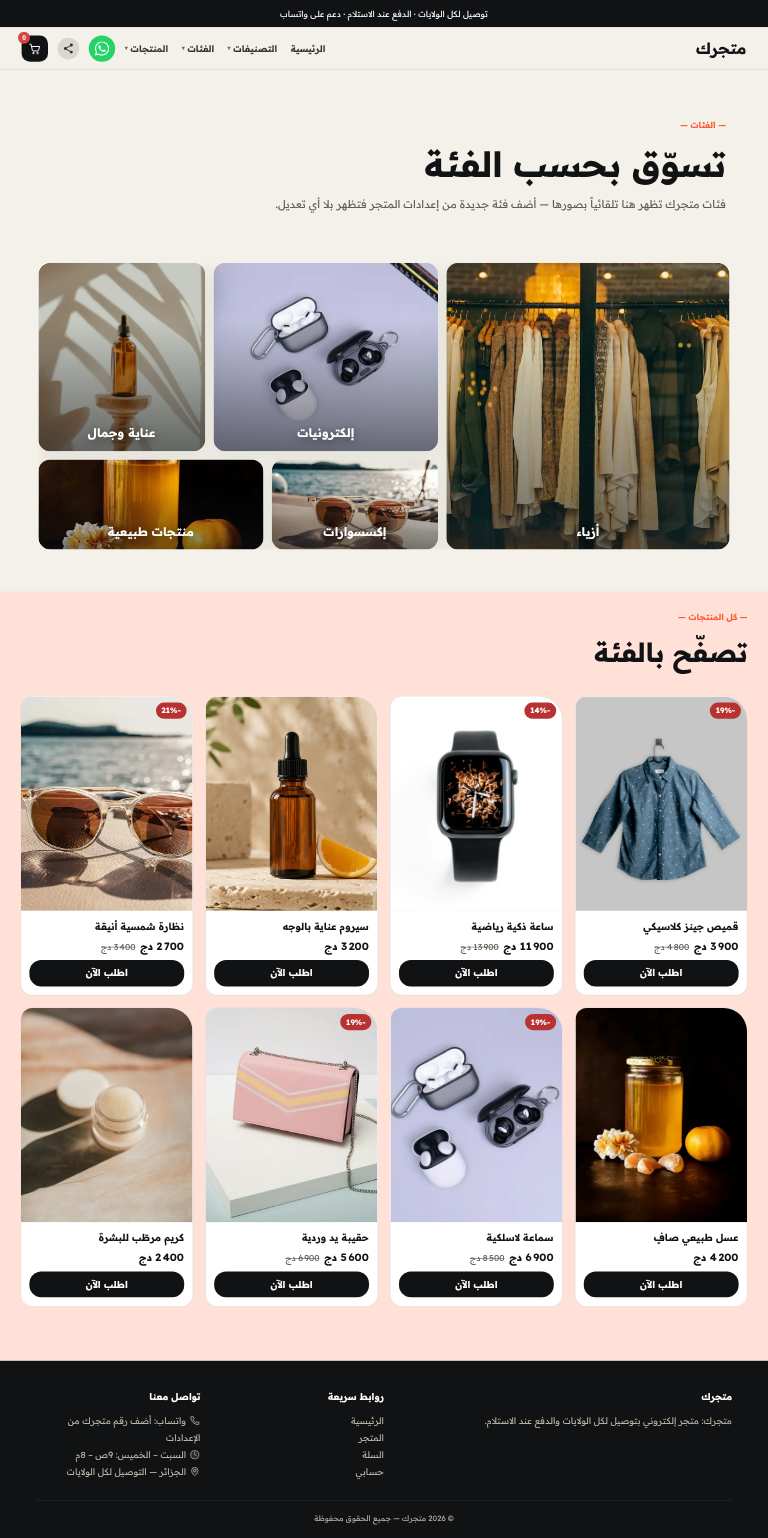 توصيل لكل الولايات · الدفع عند الاستلام · دعم على واتساب
متجرك
الرئيسية
التصنيفات
الفئات
المنتجات
0
— الفئات —
تسوّق بحسب الفئة
فئات متجرك تظهر هنا تلقائياً بصورها — أضف فئة جديدة من إعدادات المتجر فتظهر بلا أي تعديل.
أزياء
إلكترونيات
عناية وجمال
إكسسوارات
منتجات طبيعية
— كل المنتجات —
تصفّح بالفئة
-19%
قميص جينز كلاسيكي
3 900 دج 4 800 دج
اطلب الآن
-14%
ساعة ذكية رياضية
11 900 دج 13 900 دج
اطلب الآن
سيروم عناية بالوجه
3 200 دج
اطلب الآن
-21%
نظارة شمسية أنيقة
2 700 دج 3 400 دج
اطلب الآن
عسل طبيعي صافٍ
4 200 دج
اطلب الآن
-19%
سماعة لاسلكية
6 900 دج 8 500 دج
اطلب الآن
-19%
حقيبة يد وردية
5 600 دج 6 900 دج
اطلب الآن
كريم مرطّب للبشرة
2 400 دج
اطلب الآن
متجرك
متجرك: متجر إلكتروني بتوصيل لكل الولايات والدفع عند الاستلام.
روابط سريعة
الرئيسية
المتجر
السلة
حسابي
تواصل معنا
واتساب: أضف رقم متجرك من
الإعدادات
السبت – الخميس: 9ص – 8م
الجزائر — التوصيل لكل الولايات
© 2026 متجرك — جميع الحقوق محفوظة